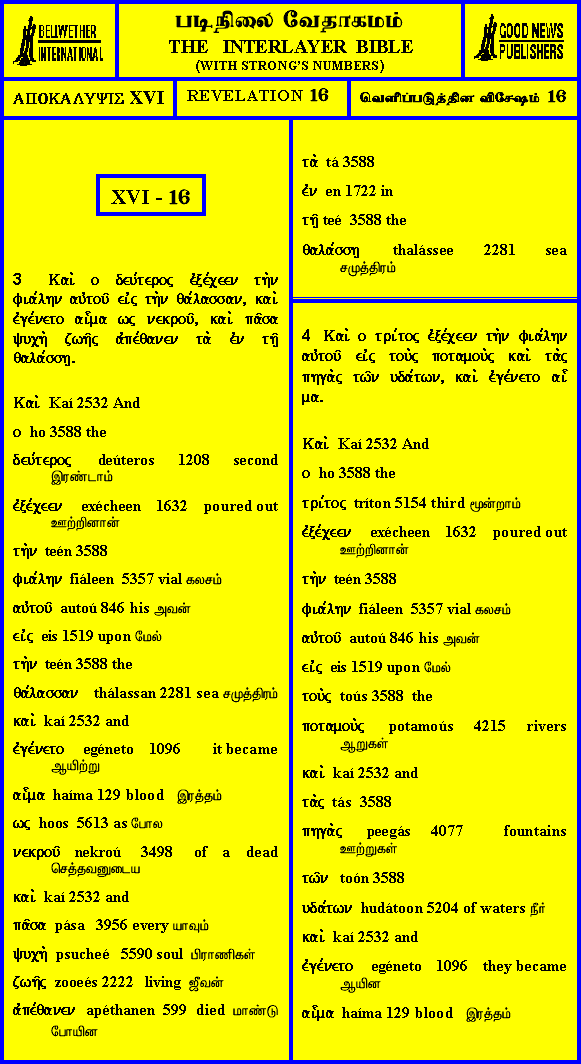 BELLWETHER
INTERNATIONAL
படிநிலை வேதாகமம்
THE INTERLAYER BIBLE
(WITH STRONG'S NUMBERS)
GOOD NEWS
PUBLISHERS
ΑΠΟΚΑΛΥΨΙΣ XVI
REVELATION 16
வெளிப்படுத்தின விசேஷம் 16
XVI - 16
3 Καὶ ο δεύτερος ἐξέχεεν τὴν
φιάλην αὐτοῦ εἰς τὴν θάλασσαν, καὶ
ἐγένετο αἷμα ως νεκροῦ, καὶ πᾶσα
ψυχὴ ζωῆς ἀπέθανεν τὰ ἐν τῇ
θαλάσσῃ.
Καὶ Kaí 2532 And
ο ho 3588 the
δεύτερος deúteros 1208 second
இரண்டாம்
ἐξέχεεν exécheen 1632 poured out
ஊற்றினான்
τὴν teén 3588
φιάλην fiáleen 5357 vial கலசம்
αὐτοῦ autoú 846 his அவன்
εἰς eis 1519 upon மேல்
τὴν teén 3588 the
θάλασσαν thálassan 2281 sea சமுத்திரம்
καὶ kaí 2532 and
ἐγένετο egéneto 1096 it became
ஆயிற்று
αἷμα haíma 129 blood இரத்தம்
ως hoos 5613 as போல
νεκροῦ nekroú 3498 of a dead
செத்தவனுடைய
καὶ kaí 2532 and
πᾶσα pása 3956 every யாவும்
ψυχὴ psucheé 5590 soul பிராணிகள்
ζωῆς zooeés 2222 living ஜீவன்
ἀπέθανεν apéthanen 599 died மாண்டு
போயின
τὰ tá 3588
ἐν en 1722 in
τῇ teé 3588 the
θαλάσσῃ thalássee 2281 sea
சமுத்திரம்
4 Καὶ ο τρίτος ἐξέχεεν τὴν φιάλην
αὐτοῦ εἰς τοὺς ποταμοὺς καὶ τὰς
πηγὰς τῶν υδάτων, καὶ ἐγένετο αἷ
μα.
Καὶ Kaí 2532 And
ο ho 3588 the
τρίτος tríton 5154 third மூன்றாம்
ἐξέχεεν exécheen 1632 poured out
ஊற்றினான்
τὴν teén 3588
φιάλην fiáleen 5357 vial கலசம்
αὐτοῦ autoú 846 his அவன்
εἰς eis 1519 upon மேல்
τοὺς toús 3588 the
ποταμοὺς potamoús 4215 rivers
ஆறுகள்
καὶ kaí 2532 and
τὰς tás 3588
πηγὰς peegás 4077 fountains
ஊற்றுகள்
τῶν toón 3588
υδάτων hudátoon 5204 of waters நீர்
καὶ kaí 2532 and
ἐγένετο egéneto 1096 they became
ஆயின
αἷμα haíma 129 blood இரத்தம்